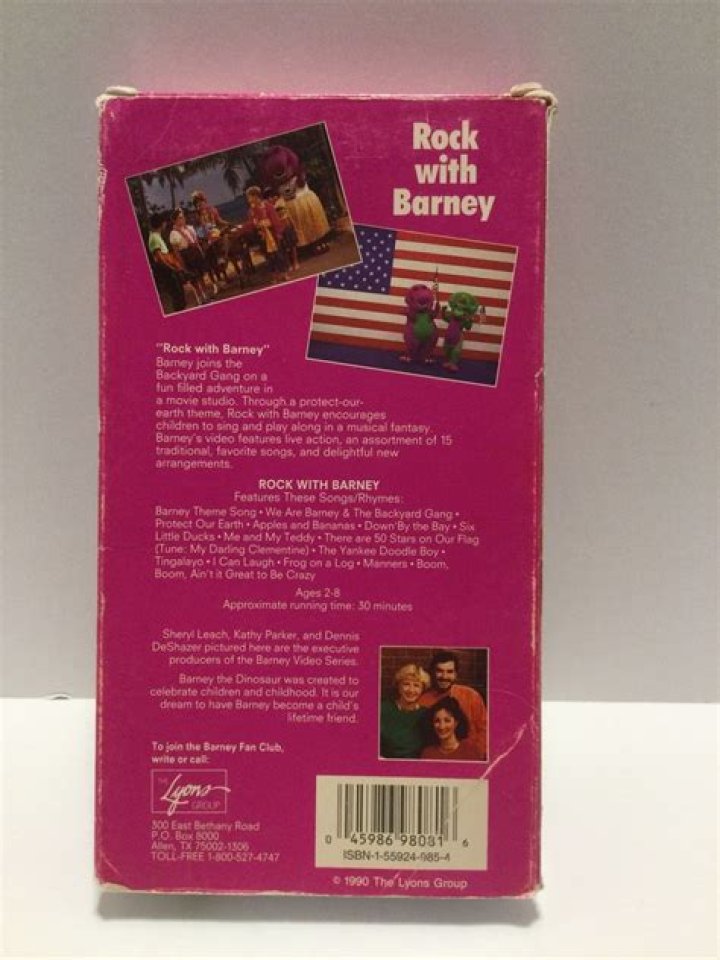 Rock
with
Barney
"Rock with Barney"
Barney joins the
Backyard Gang on a
fun filled adventure in
a movie studio. Through a protect-our-
earth theme, Rock with Barney encourages
children to sing and play along in a musical fantasy.
Barney's video features live action, an assortment of 15
traditional, favorite songs, and delightful new
arrangements.
ROCK WITH BARNEY
Features These Songs/Rhymes:
Barney Theme Song • We Are Barney & The Backyard Gang •
Protect Our Earth • Apples and Bananas • Down By the Bay • Six
Little Ducks • Me and My Teddy • There are 50 Stars on Our Flag
(Tune: My Darling Clementine) • The Yankee Doodle Boy •
Tingalayo • I Can Laugh • Frog on a Log • Manners • Boom,
Boom, Ain't it Great to Be Crazy
Ages 2-8
Approximate running time: 30 minutes
Sheryl Leach, Kathy Parker, and Dennis
DeShazer pictured here are the executive
producers of the Barney Video Series.
Barney the Dinosaur was created to
celebrate children and childhood. It is our
dream to have Barney become a child's
lifetime friend.
To join the Barney Fan Club,
write or call:
THE
Lyons
GROUP
300 East Bethany Road
P.O. Box 8000
Allen, TX 75002-1306
TOLL-FREE 1-800-527-4747
0 45986 98081 6
ISBN-1-55924-985-4
© 1990 The Lyons Group